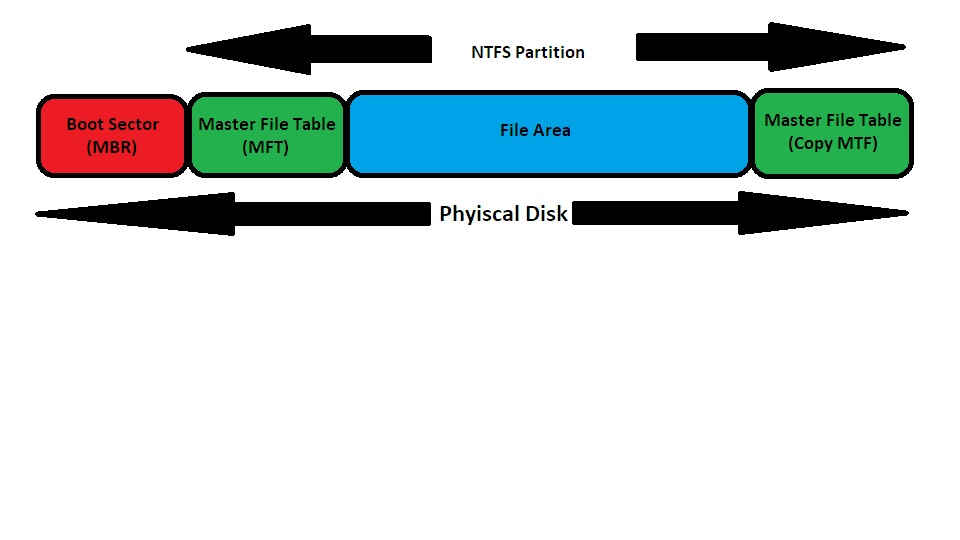 NTFS Partition
Boot Sector
(MBR)
Master File Table
(MFT)
File Area
Master File Table
(Copy MTF)
Phyiscal Disk